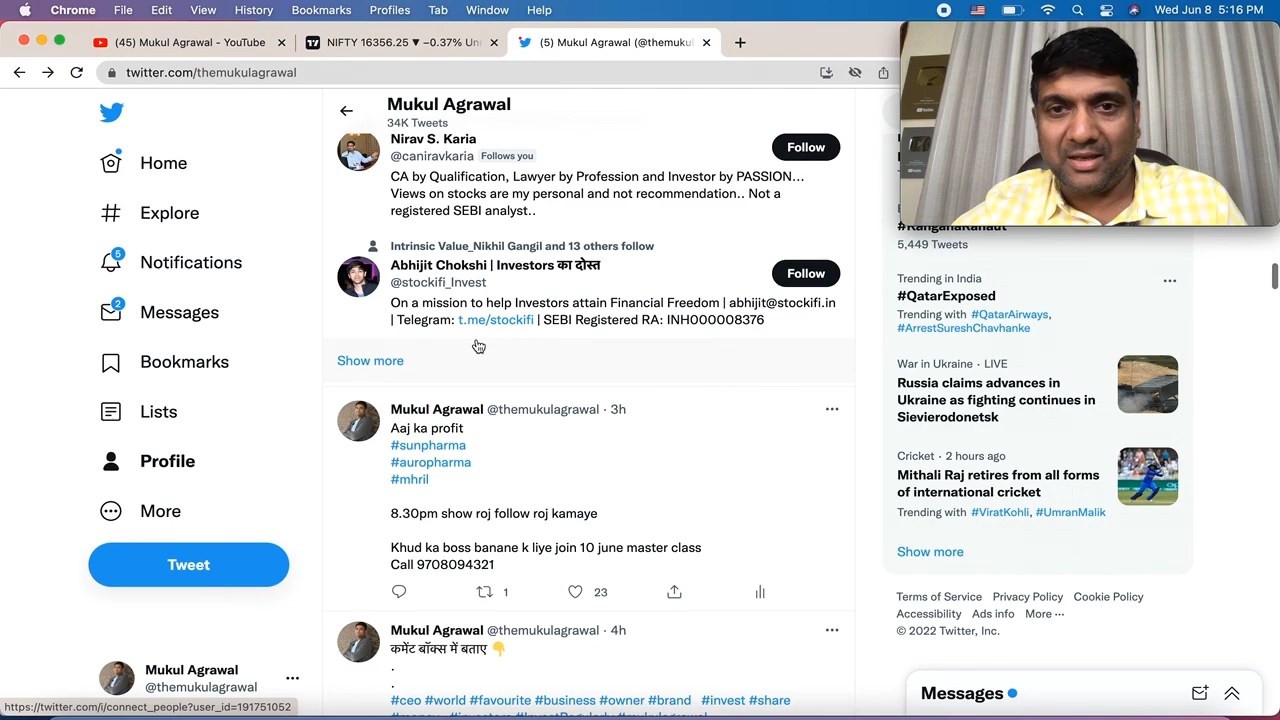 Chrome File Edit View History Bookmarks Profiles Tab Window Help
Wed Jun 8 5:16 PM
(45) Mukul Agrawal - YouTube
NIFTY 16356.25 ▼ −0.37% Un
(5) Mukul Agrawal (@themukul
twitter.com/themukulagrawal
Home
Explore
5
Notifications
2
Messages
Bookmarks
Lists
Profile
More
Tweet
Mukul Agrawal
@themukulagrawal
https://twitter.com/i/connect_people?user_id=191751052
Mukul Agrawal
34K Tweets
Nirav S. Karia
@caniravkaria Follows you
Follow
CA by Qualification, Lawyer by Profession and Investor by PASSION...
Views on stocks are my personal and not recommendation.. Not a
registered SEBI analyst..
Intrinsic Value_Nikhil Gangil and 13 others follow
Abhijit Chokshi | Investors का दोस्त
@stockifi_Invest
Follow
On a mission to help Investors attain Financial Freedom | abhijit@stockifi.in
| Telegram: t.me/stockifi | SEBI Registered RA: INH000008376
Show more
Mukul Agrawal @themukulagrawal · 3h
Aaj ka profit
#sunpharma
#auropharma
#mhril
8.30pm show roj follow roj kamaye
Khud ka boss banane k liye join 10 june master class
Call 9708094321
1
23
Mukul Agrawal @themukulagrawal · 4h
कमेंट बॉक्स में बताए 👇
.
.
#ceo #world #favourite #business #owner #brand #invest #share
#mukulagrawal
5,449 Tweets
Trending in India
#QatarExposed
Trending with #QatarAirways,
#ArrestSureshChavhanke
War in Ukraine · LIVE
Russia claims advances in
Ukraine as fighting continues in
Sievierodonetsk
Cricket · 2 hours ago
Mithali Raj retires from all forms
of international cricket
Trending with #ViratKohli, #UmranMalik
Show more
Terms of Service Privacy Policy Cookie Policy
Accessibility Ads info More ···
© 2022 Twitter, Inc.
Messages